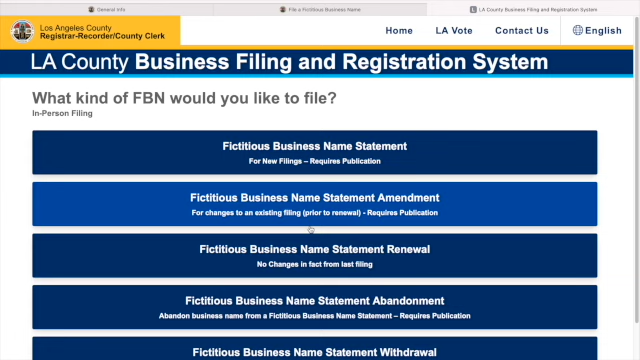 General Info
File a Fictitious Business Name
LA County Business Filing and Registration System
Los Angeles County
Registrar-Recorder/County Clerk
Home
LA Vote
Contact Us
English
LA County Business Filing and Registration System
What kind of FBN would you like to file?
In-Person Filing
Fictitious Business Name Statement
For New Filings – Requires Publication
Fictitious Business Name Statement Amendment
For changes to an existing filing (prior to renewal) - Requires Publication
Fictitious Business Name Statement Renewal
No Changes in fact from last filing
Fictitious Business Name Statement Abandonment
Abandon business name from a Fictitious Business Name Statement – Requires Publication
Fictitious Business Name Statement Withdrawal